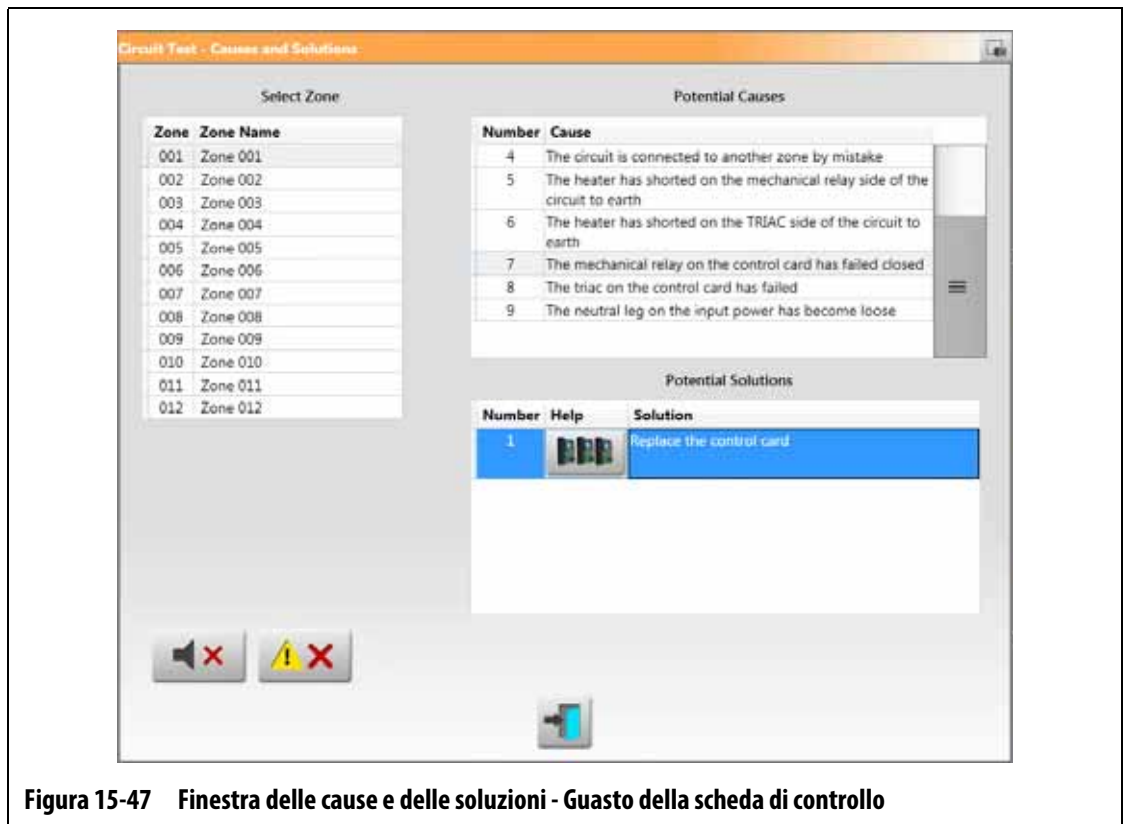 Circuit Test - Causes and Solutions
Select Zone
Zone Zone Name
001 Zone 001
002 Zone 002
003 Zone 003
004 Zone 004
005 Zone 005
006 Zone 006
007 Zone 007
008 Zone 008
009 Zone 009
010 Zone 010
011 Zone 011
012 Zone 012
Potential Causes
Number Cause
4 The circuit is connected to another zone by mistake
5 The heater has shorted on the mechanical relay side of the
circuit to earth
6 The heater has shorted on the TRIAC side of the circuit to
earth
7 The mechanical relay on the control card has failed closed
8 The triac on the control card has failed
9 The neutral leg on the input power has become loose
Potential Solutions
Number Help Solution
1 Replace the control card
Figura 15-47 Finestra delle cause e delle soluzioni - Guasto della scheda di controllo